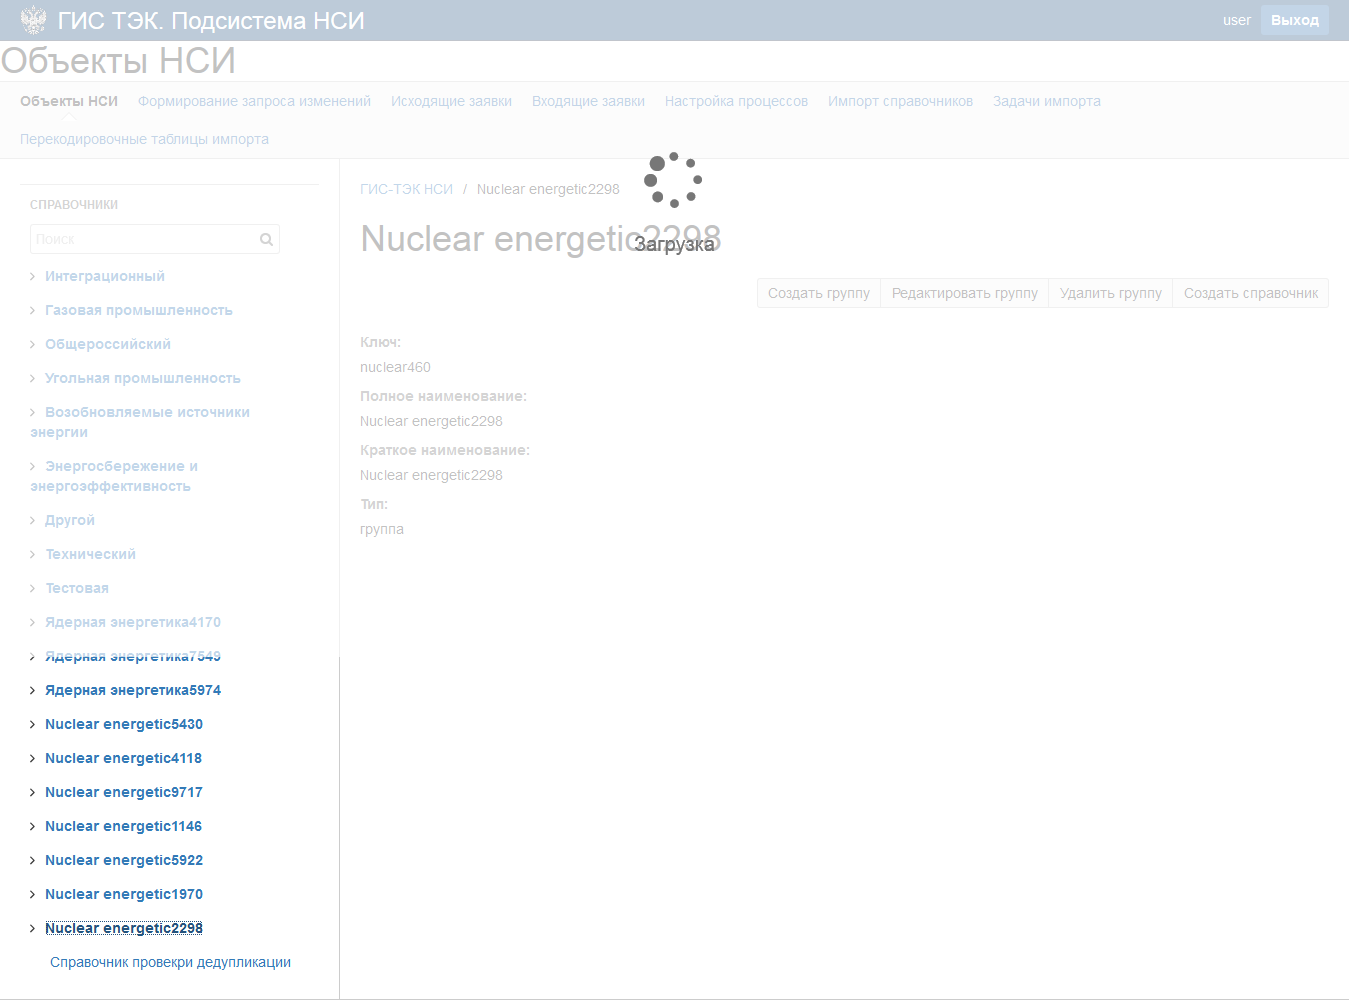 ГИС ТЭК. Подсистема НСИ
user
Выход
Объекты НСИ
Объекты НСИ Формирование запроса изменений Исходящие заявки Входящие заявки Настройка процессов Импорт справочников Задачи импорта
Перекодировочные таблицы импорта
СПРАВОЧНИКИ
Поиск
Интеграционный
Газовая промышленность
Общероссийский
Угольная промышленность
Возобновляемые источники
энергии
Энергосбережение и
энергоэффективность
Другой
Технический
Тестовая
Ядерная энергетика4170
Ядерная энергетика7549
Ядерная энергетика5974
Nuclear energetic5430
Nuclear energetic4118
Nuclear energetic9717
Nuclear energetic1146
Nuclear energetic5922
Nuclear energetic1970
Nuclear energetic2298
Справочник провекри дедупликации
ГИС-ТЭК НСИ / Nuclear energetic2298
Nuclear energetic2298
Загрузка
Создать группу Редактировать группу Удалить группу Создать справочник
Ключ:
nuclear460
Полное наименование:
Nuclear energetic2298
Краткое наименование:
Nuclear energetic2298
Тип:
группа